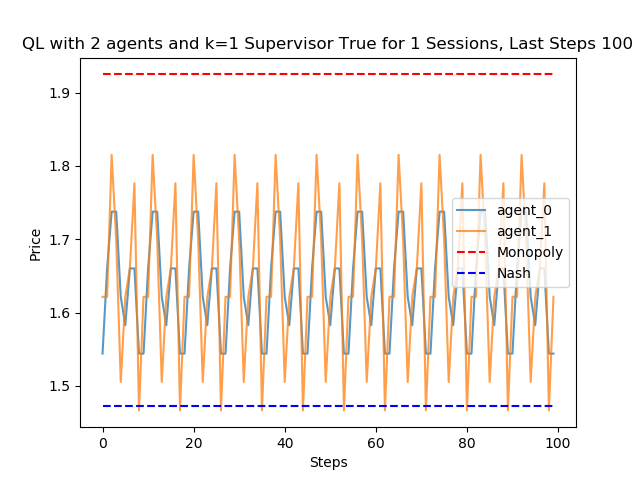 QL with 2 agents and k=1 Supervisor True for 1 Sessions, Last Steps 100
1.9
1.8
1.7
1.6
1.5
Price
agent_0
agent_1
Monopoly
Nash
0 20 40 60 80 100
Steps